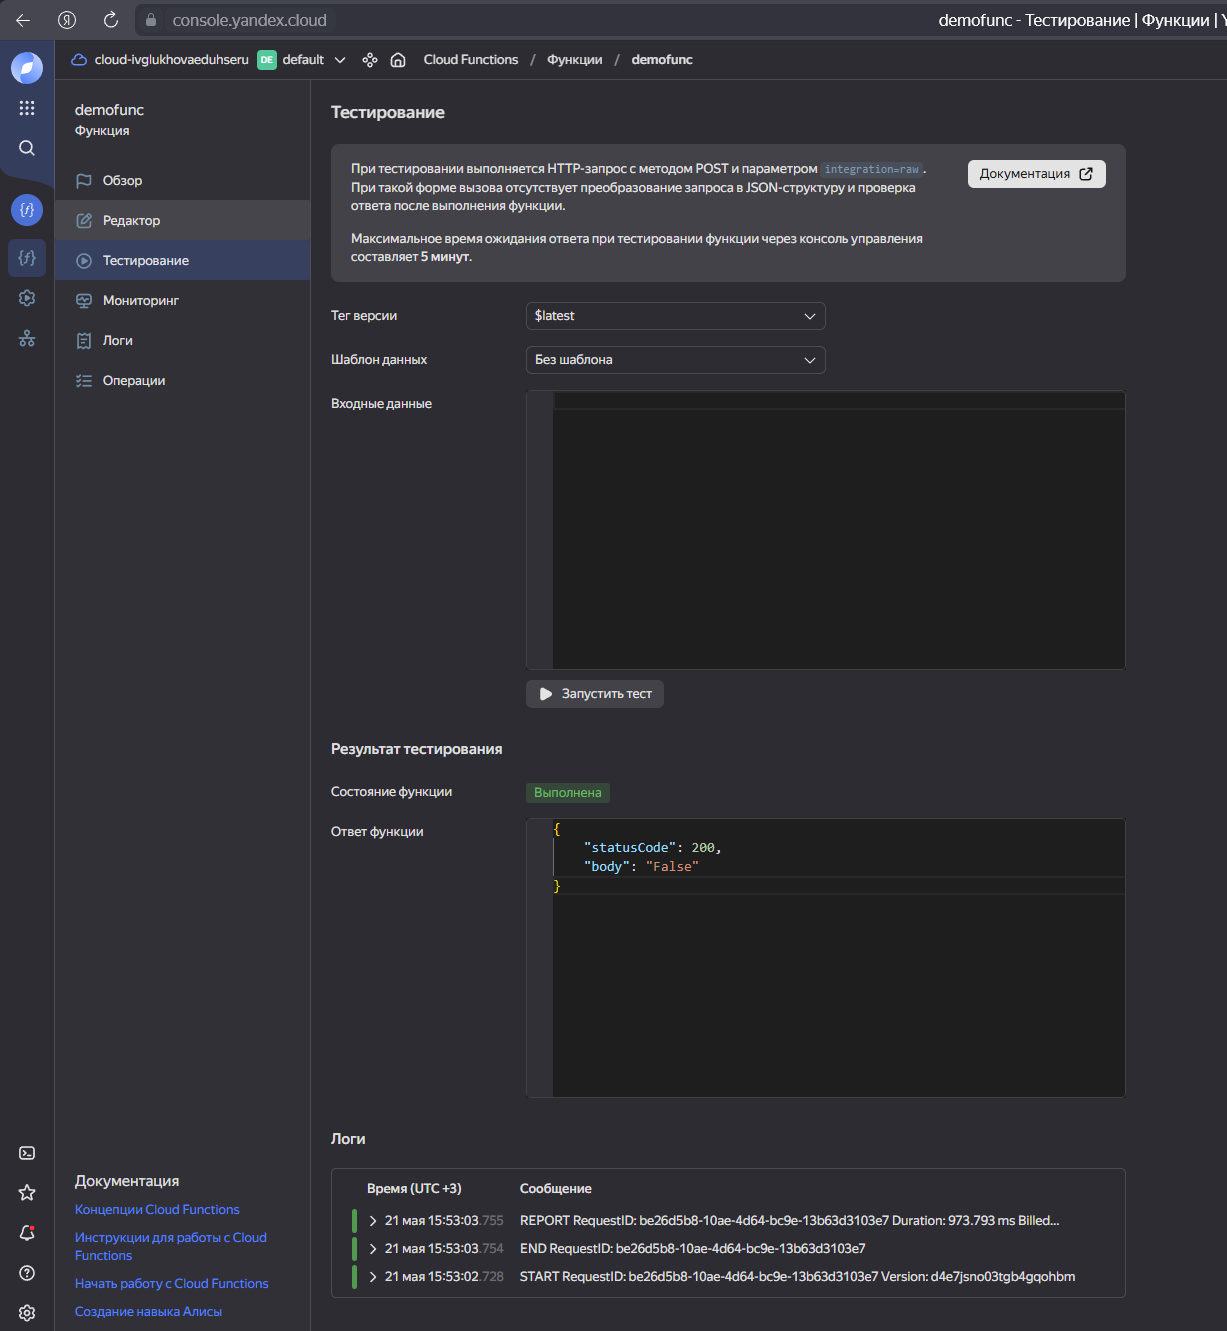 console.yandex.cloud
demofunc - Тестирование | Функции |
cloud-ivglukhovaeduhseru DE default Cloud Functions / Функции / demofunc
demofunc
Функция
Обзор
Редактор
Тестирование
Мониторинг
Логи
Операции
Тестирование
При тестировании выполняется HTTP-запрос с методом POST и параметром integration=raw.
При такой форме вызова отсутствует преобразование запроса в JSON-структуру и проверка
ответа после выполнения функции.
Максимальное время ожидания ответа при тестировании функции через консоль управления
составляет 5 минут.
Документация
Тег версии $latest
Шаблон данных Без шаблона
Входные данные
Запустить тест
Результат тестирования
Состояние функции Выполнена
Ответ функции
{
"statusCode": 200,
"body": "False"
}
Логи
Время (UTC +3) Сообщение
21 мая 15:53:03.755 REPORT RequestID: be26d5b8-10ae-4d64-bc9e-13b63d3103e7 Duration: 973.793 ms Billed...
21 мая 15:53:03.754 END RequestID: be26d5b8-10ae-4d64-bc9e-13b63d3103e7
21 мая 15:53:02.728 START RequestID: be26d5b8-10ae-4d64-bc9e-13b63d3103e7 Version: d4e7jsno03tgb4gqohbm
Документация
Концепции Cloud Functions
Инструкции для работы с Cloud
Functions
Начать работу с Cloud Functions
Создание навыка Алисы